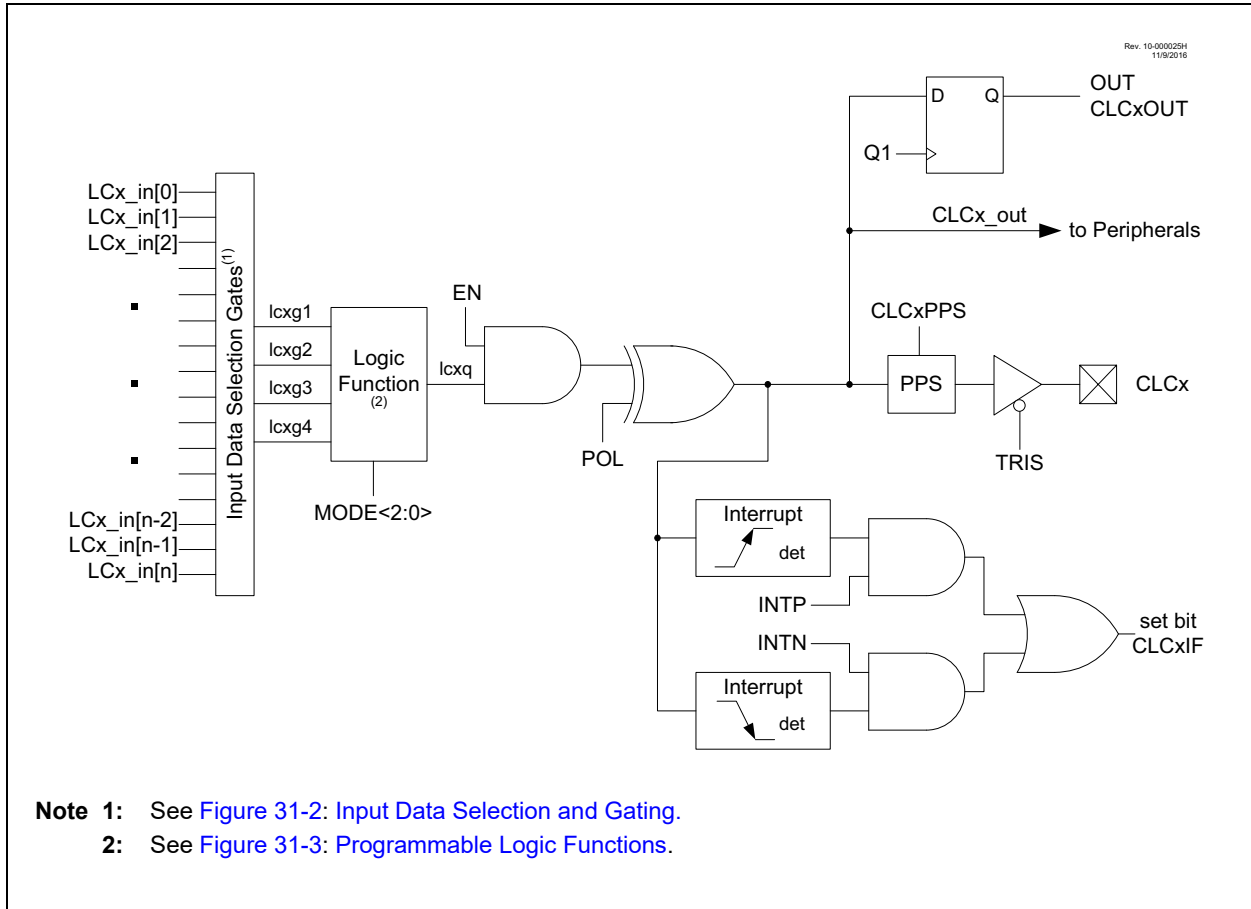 Rev. 10-000025H
11/9/2016
OUT
CLCxOUT
D
Q
Q1
CLCx_out
to Peripherals
LCx_in[0]
LCx_in[1]
LCx_in[2]
LCx_in[n-2]
LCx_in[n-1]
LCx_in[n]
Input Data Selection Gates(1)
lcxg1
lcxg2
lcxg3
lcxg4
Logic
Function
(2)
MODE<2:0>
lcxq
EN
POL
CLCxPPS
PPS
TRIS
CLCx
Interrupt
det
INTP
INTN
Interrupt
det
set bit
CLCxIF
Note 1: See Figure 31-2: Input Data Selection and Gating.
2: See Figure 31-3: Programmable Logic Functions.